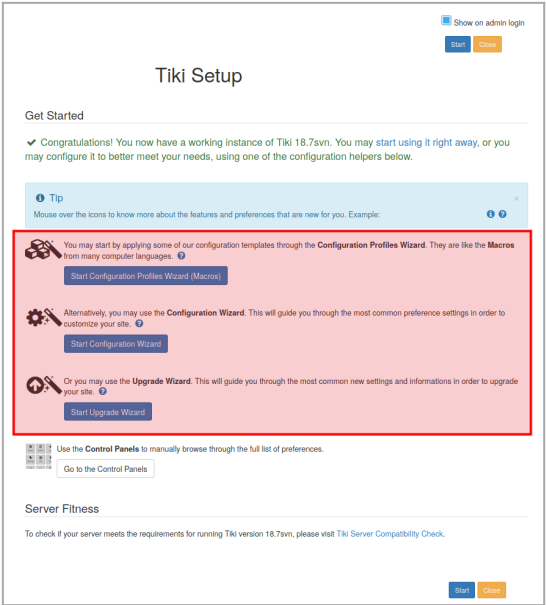 Show on admin login
Start Close
Tiki Setup
Get Started
Congratulations! You now have a working instance of Tiki 18.7svn. You may start using it right away, or you
may configure it to better meet your needs, using one of the configuration helpers below.
Tip
×
Mouse over the icons to know more about the features and preferences that are new for you. Example:
You may start by applying some of our configuration templates through the Configuration Profiles Wizard. They are like the Macros
from many computer languages.
Start Configuration Profiles Wizard (Macros)
Alternatively, you may use the Configuration Wizard. This will guide you through the most common preference settings in order to
customize your site.
Start Configuration Wizard
Or you may use the Upgrade Wizard. This will guide you through the most common new settings and informations in order to upgrade
your site.
Start Upgrade Wizard
Use the Control Panels to manually browse through the full list of preferences.
Go to the Control Panels
Server Fitness
To check if your server meets the requirements for running Tiki version 18.7svn, please visit Tiki Server Compatibility Check.
Start Close